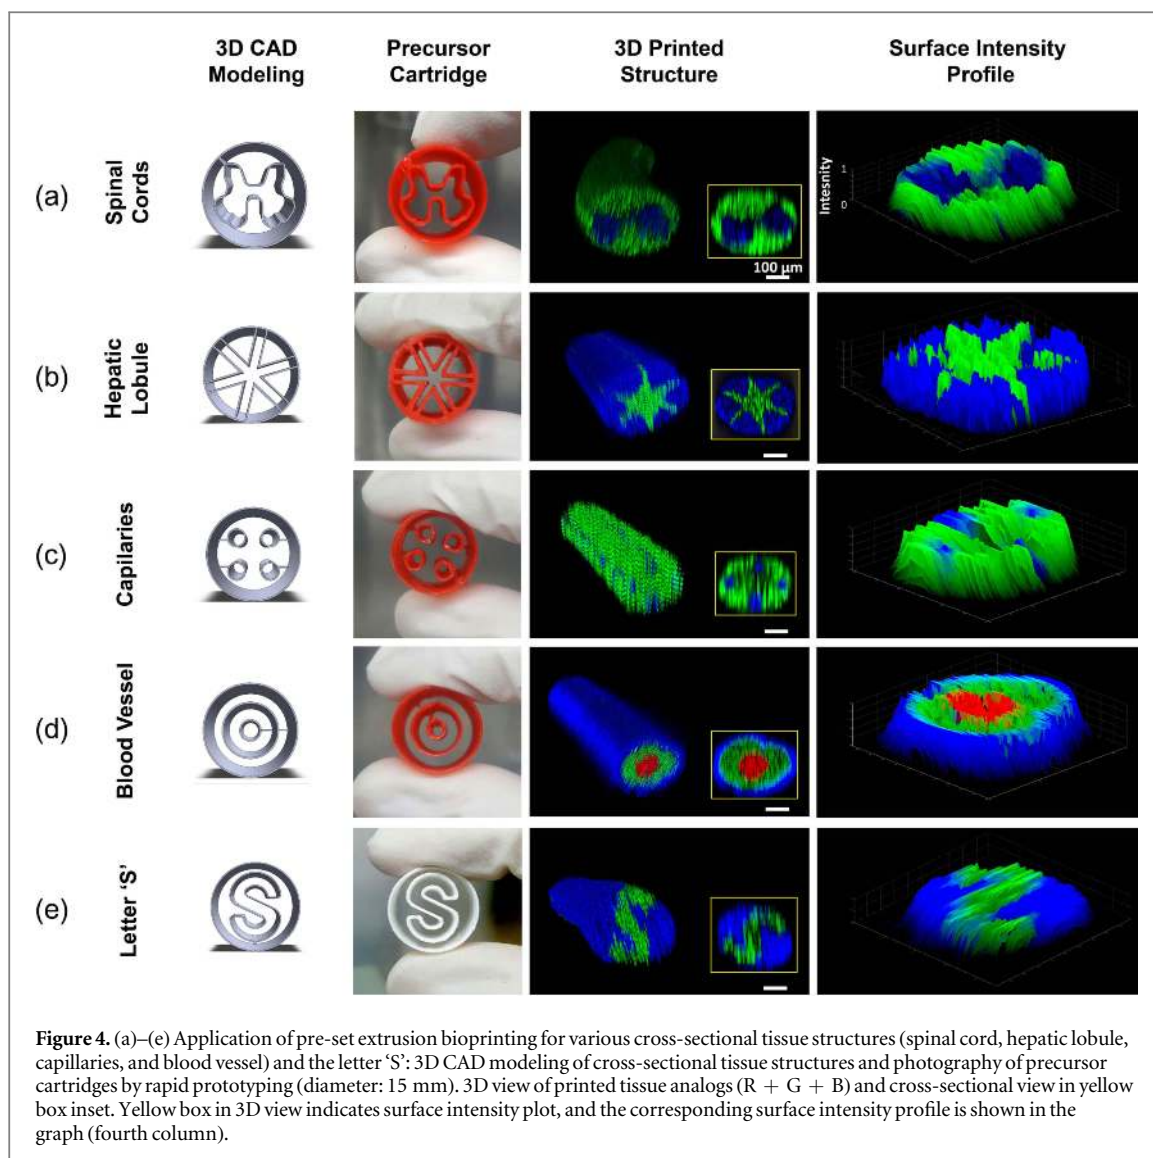 3D CAD Modeling
Precursor Cartridge
3D Printed Structure
Surface Intensity Profile
(a)
Spinal Cords
100 µm
Intesnity
1
0
(b)
Hepatic Lobule
(c)
Capilaries
(d)
Blood Vessel
(e)
Letter ‘S’
S
Figure 4. (a)–(e) Application of pre-set extrusion bioprinting for various cross-sectional tissue structures (spinal cord, hepatic lobule,
capillaries, and blood vessel) and the letter ‘S’: 3D CAD modeling of cross-sectional tissue structures and photography of precursor
cartridges by rapid prototyping (diameter: 15 mm). 3D view of printed tissue analogs (R + G + B) and cross-sectional view in yellow
box inset. Yellow box in 3D view indicates surface intensity plot, and the corresponding surface intensity profile is shown in the
graph (fourth column).